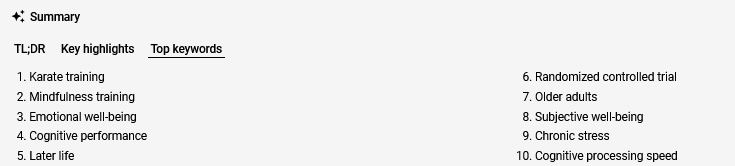 Summary
TL;DR Key highlights Top keywords
1. Karate training
2. Mindfulness training
3. Emotional well-being
4. Cognitive performance
5. Later life
6. Randomized controlled trial
7. Older adults
8. Subjective well-being
9. Chronic stress
10. Cognitive processing speed